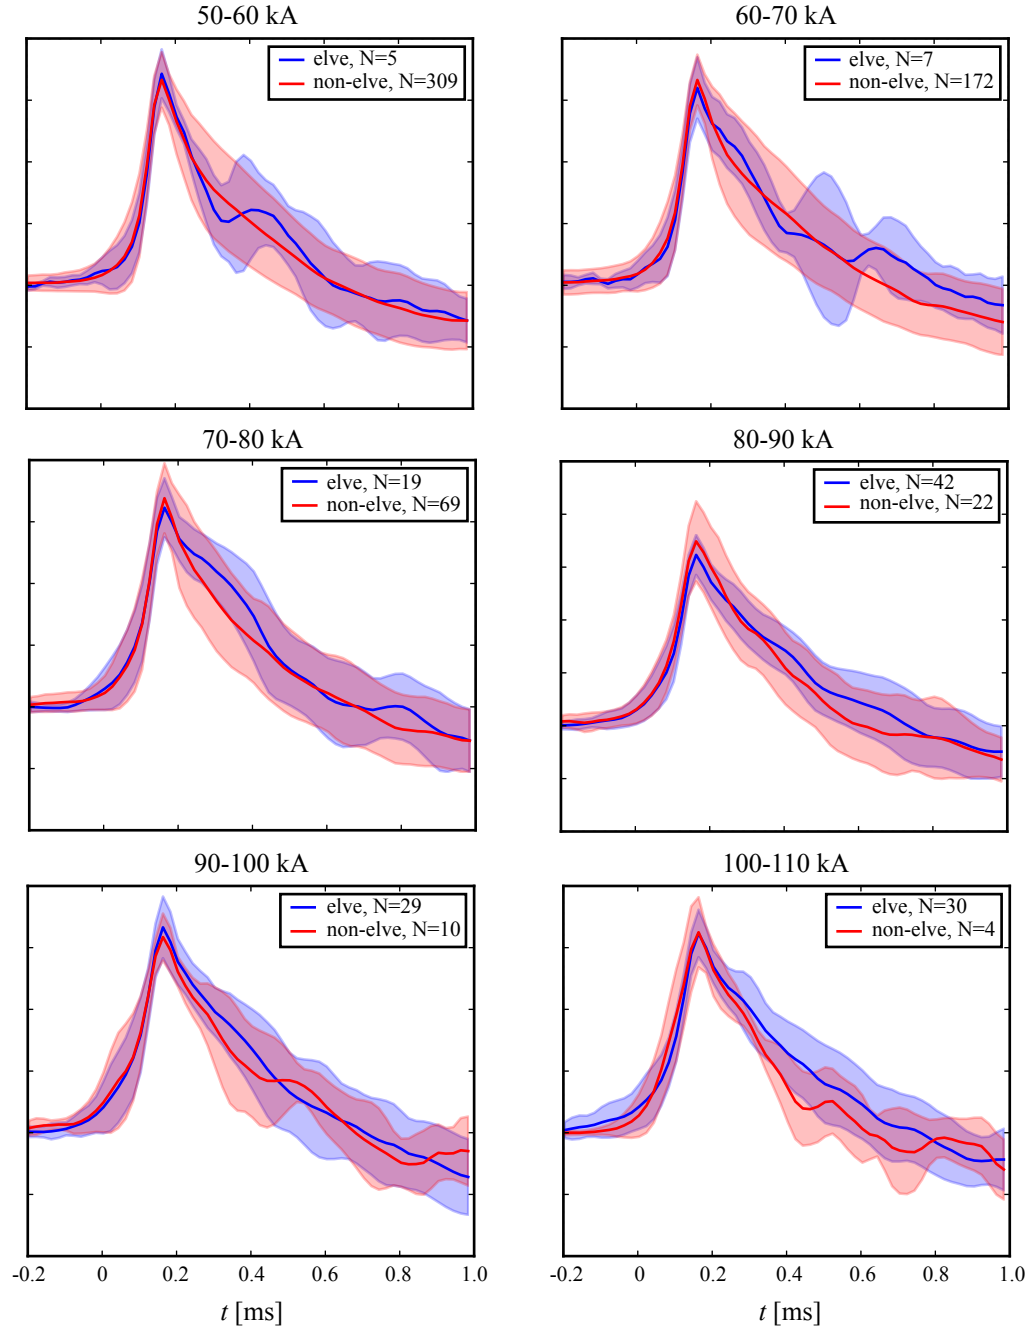 50-60 kA
60-70 kA
elve, N=5
non-elve, N=309
elve, N=7
non-elve, N=172
70-80 kA
80-90 kA
elve, N=19
non-elve, N=69
elve, N=42
non-elve, N=22
90-100 kA
100-110 kA
elve, N=29
non-elve, N=10
elve, N=30
non-elve, N=4
-0.2 0 0.2 0.4 0.6 0.8 1.0
-0.2 0 0.2 0.4 0.6 0.8 1.0
t [ms]
t [ms]